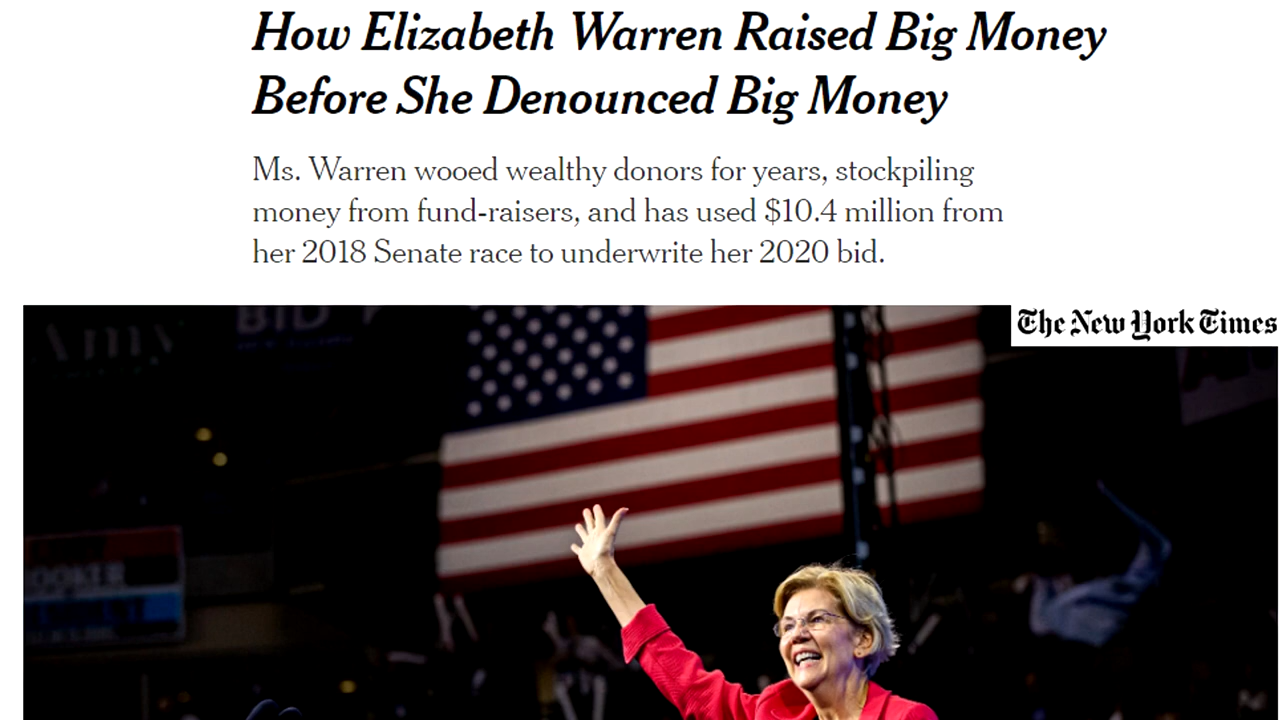 How Elizabeth Warren Raised Big Money
Before She Denounced Big Money
Ms. Warren wooed wealthy donors for years, stockpiling
money from fund-raisers, and has used $10.4 million from
her 2018 Senate race to underwrite her 2020 bid.
The New York Times
Amy
BID